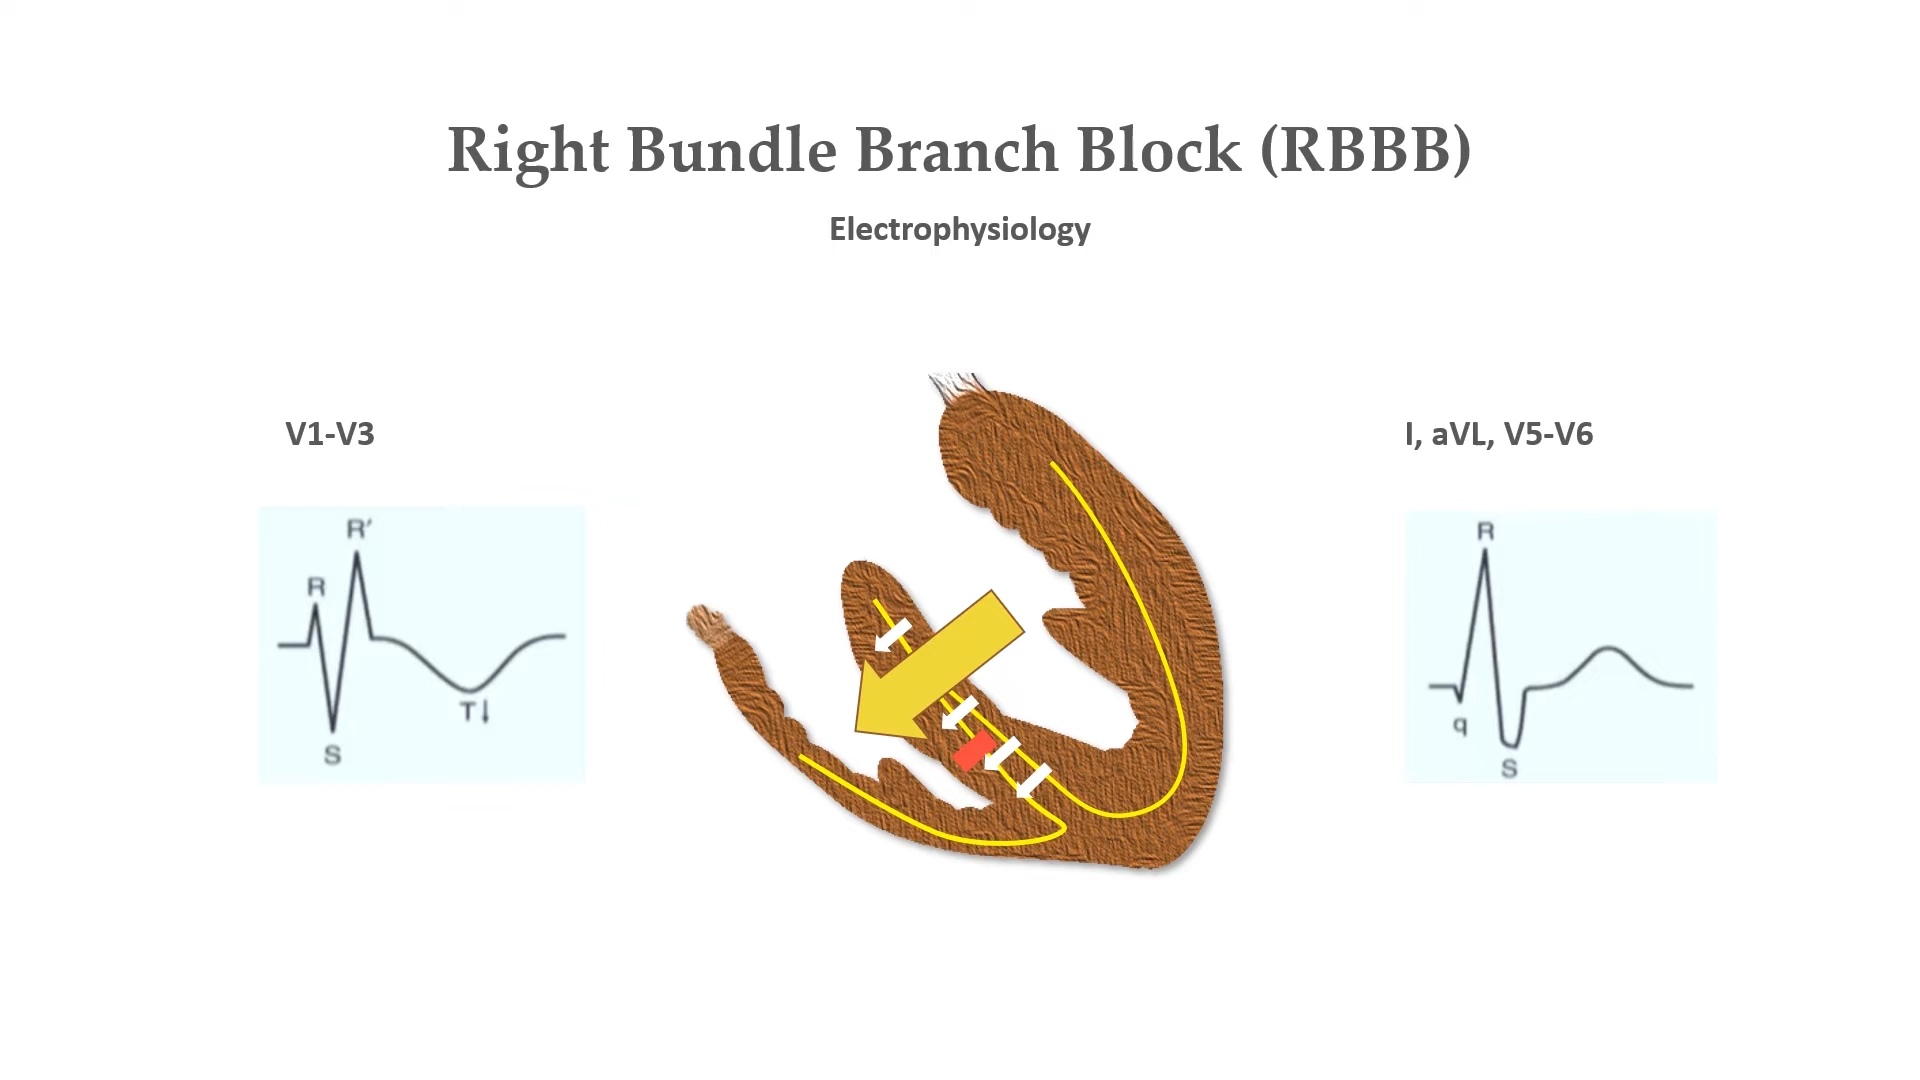 Right Bundle Branch Block (RBBB)
Electrophysiology
V1-V3
I, aVL, V5-V6
R′
R
S
T↓
R
q
S